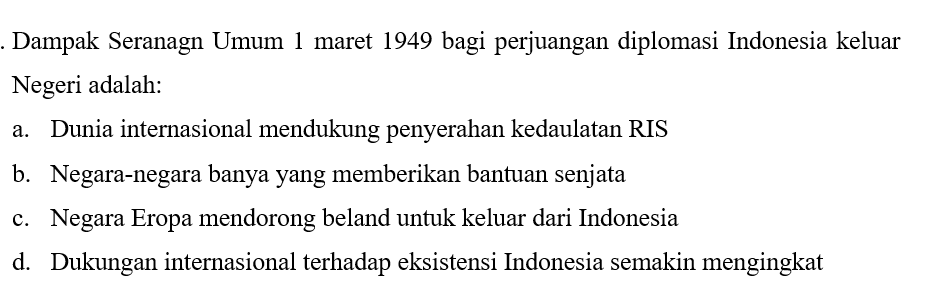 . Dampak Seranagn Umum 1 maret 1949 bagi perjuangan diplomasi Indonesia keluar
Negeri adalah:
a. Dunia internasional mendukung penyerahan kedaulatan RIS
b. Negara-negara banya yang memberikan bantuan senjata
c. Negara Eropa mendorong beland untuk keluar dari Indonesia
d. Dukungan internasional terhadap eksistensi Indonesia semakin mengingkat